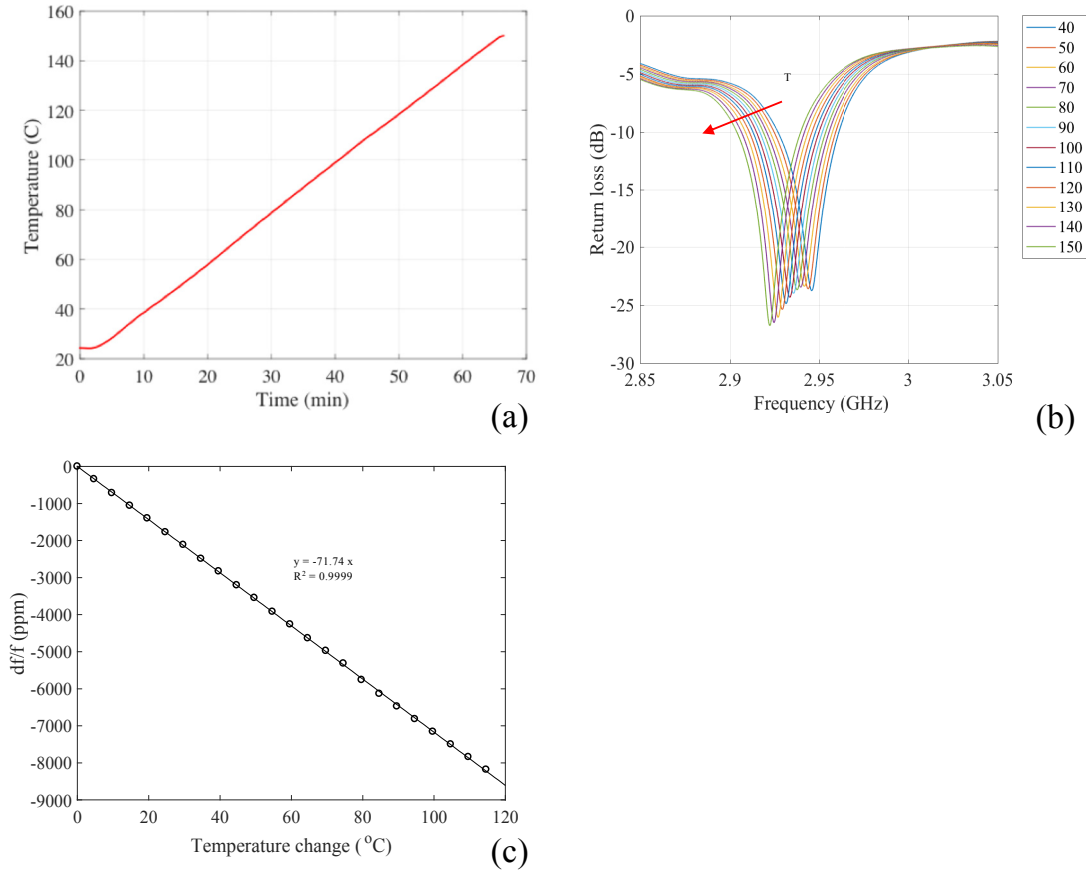 160
140
120
100
80
60
40
20
Temperature (C)
0 10 20 30 40 50 60 70
Time (min)
(a)
0
-5
-10
-15
-20
-25
-30
Return loss (dB)
T
2.85 2.9 2.95 3 3.05
Frequency (GHz)
40
50
60
70
80
90
100
110
120
130
140
150
(b)
0
-1000
-2000
-3000
-4000
-5000
-6000
-7000
-8000
-9000
df/f (ppm)
y = -71.74 x
R² = 0.9999
0 20 40 60 80 100 120
Temperature change (°C)
(c)